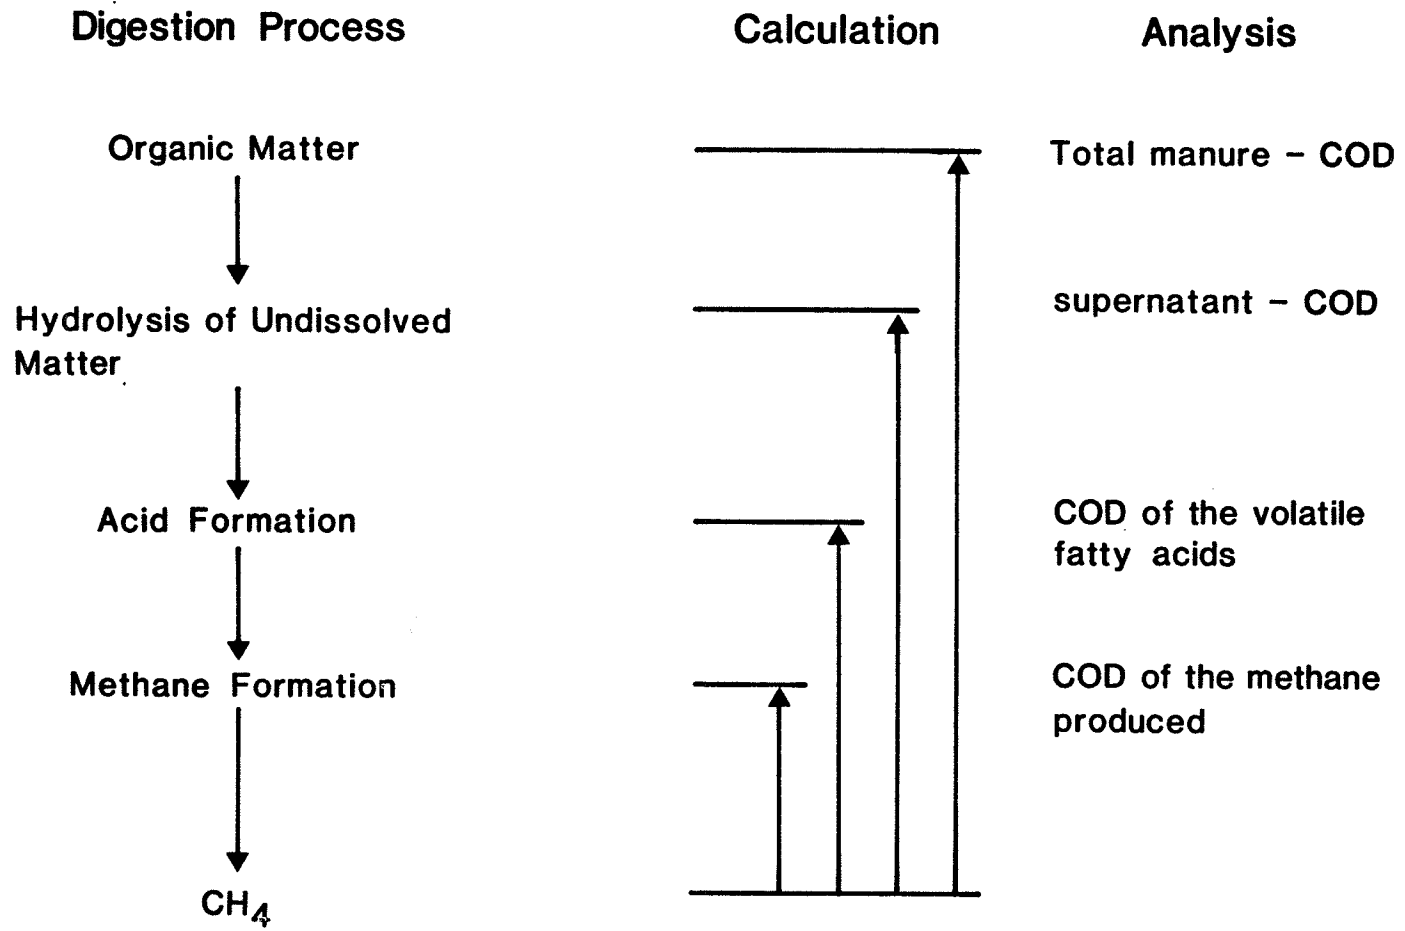 Digestion Process
Calculation
Analysis
Organic Matter
Total manure – COD
Hydrolysis of Undissolved
Matter
supernatant – COD
Acid Formation
COD of the volatile
fatty acids
Methane Formation
COD of the methane
produced
CH4